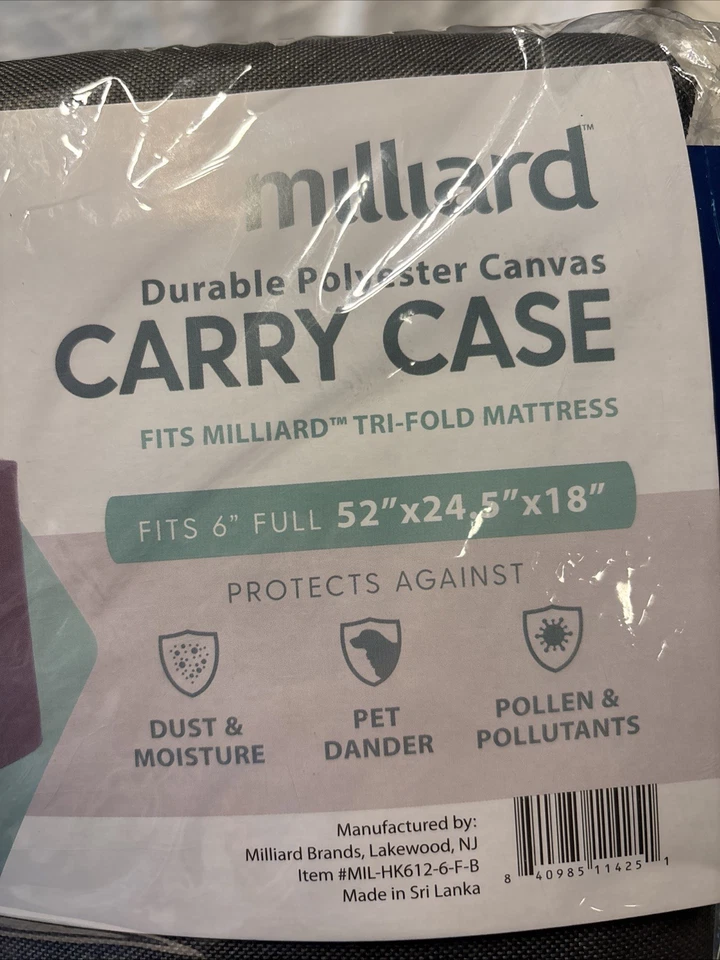 milliard™
Durable Polyester Canvas
CARRY CASE
FITS MILLIARD™ TRI-FOLD MATTRESS
FITS 6” FULL 52”x24.5”x18”
PROTECTS AGAINST
DUST &
MOISTURE
PET
DANDER
POLLEN &
POLLUTANTS
Manufactured by:
Milliard Brands, Lakewood, NJ
Item #MIL-HK612-6-F-B
Made in Sri Lanka
8 40985 11425 1